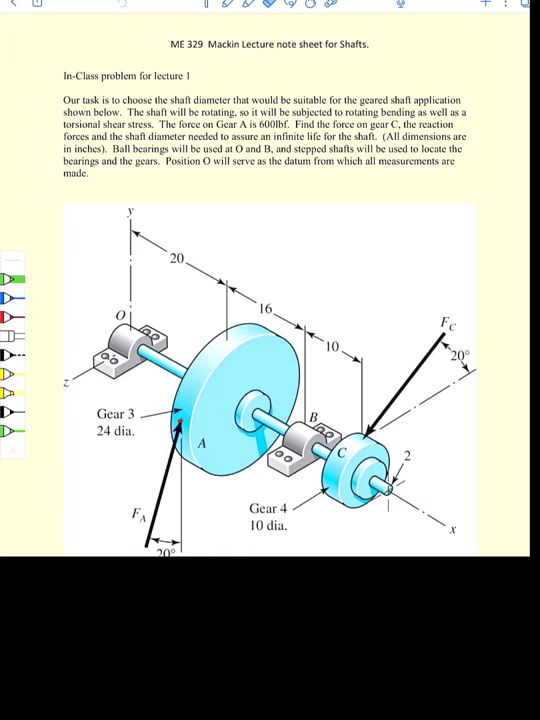 ME 329 Mackin Lecture note sheet for Shafts.
In-Class problem for lecture 1
Our task is to choose the shaft diameter that would be suitable for the geared shaft application
shown below. The shaft will be rotating, so it will be subjected to rotating bending as well as a
torsional shear stress. The force on Gear A is 600lbf. Find the force on gear C, the reaction
forces and the shaft diameter needed to assure an infinite life for the shaft. (All dimensions are
in inches). Ball bearings will be used at O and B, and stepped shafts will be used to locate the
bearings and the gears. Position O will serve as the datum from which all measurements are
made.
y
20
16
O
F_C
10
20°
z
Gear 3
24 dia.
A
B
C
2
Gear 4
10 dia.
F_A
x
20°